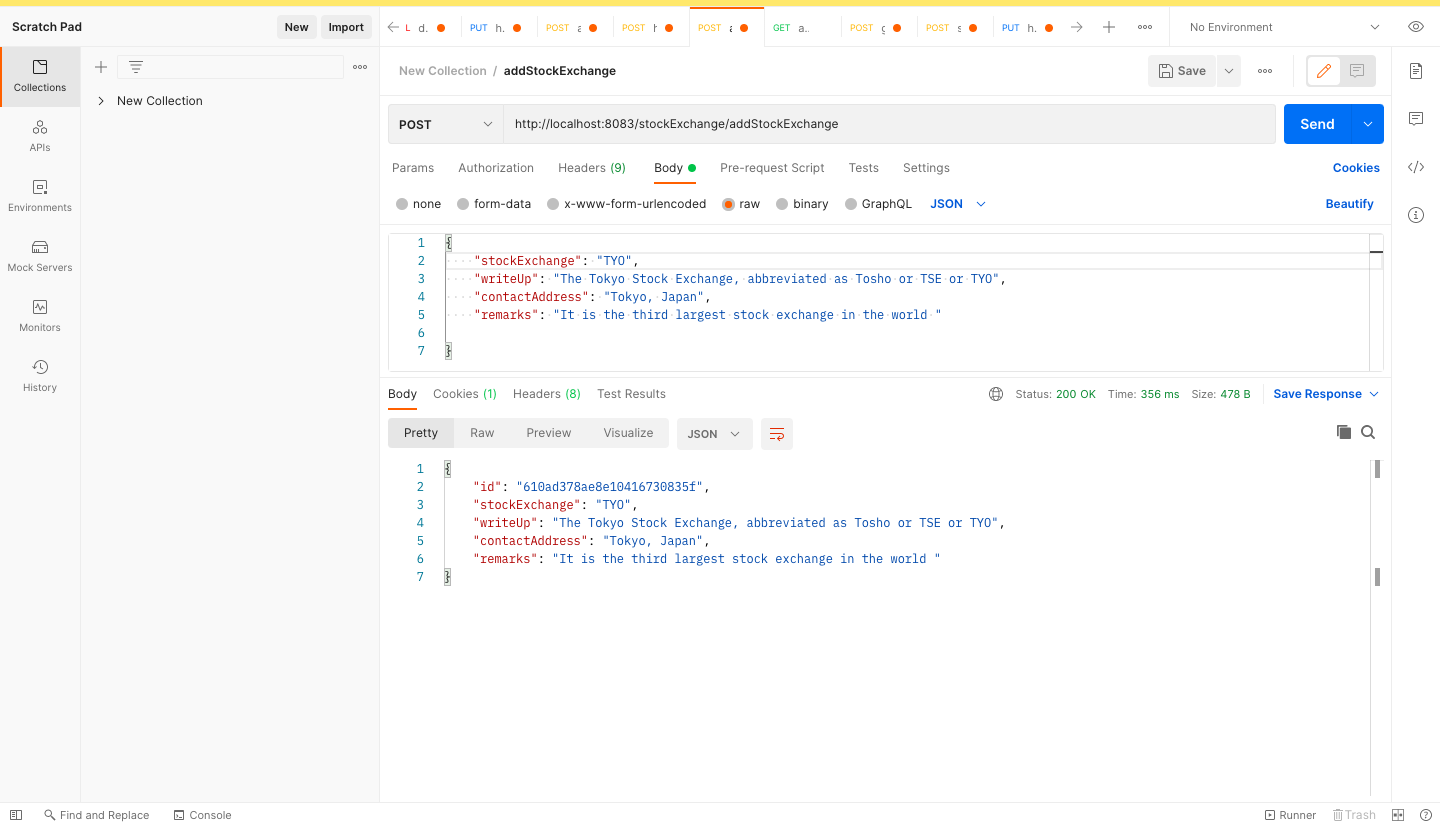 Scratch Pad
New
Import
L d.
PUT h.
POST a
POST h
POST a
GET a..
POST g
POST s
PUT h.
No Environment
Collections
New Collection
APIs
Environments
Mock Servers
Monitors
History
New Collection / addStockExchange
Save
POST
http://localhost:8083/stockExchange/addStockExchange
Send
Params Authorization Headers (9) Body Pre-request Script Tests Settings Cookies
none form-data x-www-form-urlencoded raw binary GraphQL JSON Beautify
1 {
2 "stockExchange": "TYO",
3 "writeUp": "The Tokyo Stock Exchange, abbreviated as Tosho or TSE or TYO",
4 "contactAddress": "Tokyo, Japan",
5 "remarks": "It is the third largest stock exchange in the world "
6
7 }
Body Cookies (1) Headers (8) Test Results Status: 200 OK Time: 356 ms Size: 478 B Save Response
Pretty Raw Preview Visualize JSON
1 {
2 "id": "610ad378ae8e10416730835f",
3 "stockExchange": "TYO",
4 "writeUp": "The Tokyo Stock Exchange, abbreviated as Tosho or TSE or TYO",
5 "contactAddress": "Tokyo, Japan",
6 "remarks": "It is the third largest stock exchange in the world "
7 }
Find and Replace Console Runner Trash